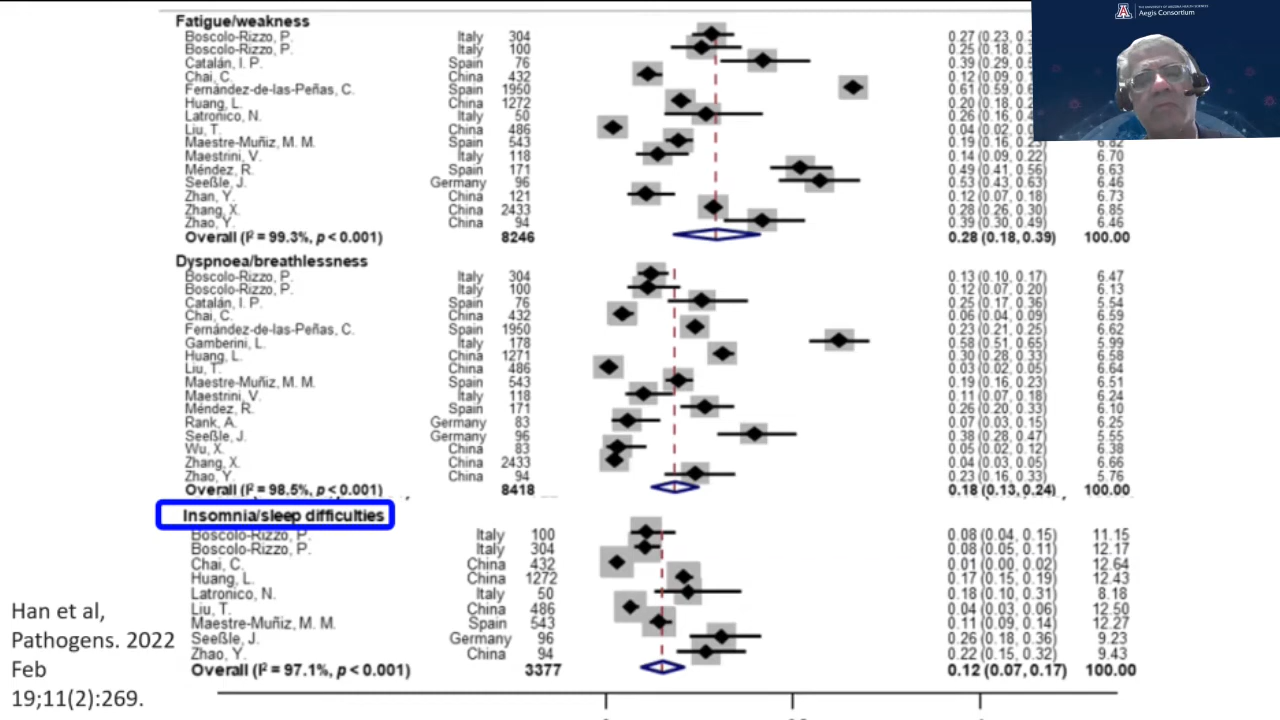 THE UNIVERSITY OF ARIZONA HEALTH SCIENCES
Aegis Consortium
Fatigue/weakness
Boscolo-Rizzo, P. Italy 304 0.27 (0.23, 0.3
Boscolo-Rizzo, P. Italy 100 0.25 (0.18, 0.3
Catalán, I. P. Spain 76 0.39 (0.29, 0.5
Chai, C. China 432 0.12 (0.09, 0.1
Fernández-de-las-Peñas, C. Spain 1950 0.61 (0.59, 0.6
Huang, L. China 1272 0.20 (0.18, 0.2
Latronico, N. Italy 50 0.26 (0.16, 0.4
Liu, T. China 486 0.04 (0.02, 0.0
Maestre-Muñiz, M. M. Spain 543 0.19 (0.16, 0.23) 6.82
Maestrini, V. Italy 118 0.14 (0.09, 0.22) 6.70
Méndez, R. Spain 171 0.49 (0.41, 0.56) 6.63
Seeßle, J. Germany 96 0.53 (0.43, 0.63) 6.46
Zhan, Y. China 121 0.12 (0.07, 0.18) 6.73
Zhang, X. China 2433 0.28 (0.26, 0.30) 6.85
Zhao, Y. China 94 0.39 (0.30, 0.49) 6.46
Overall (I² = 99.3%, p < 0.001) 8246 0.28 (0.18, 0.39) 100.00
Dyspnoea/breathlessness
Boscolo-Rizzo, P. Italy 304 0.13 (0.10, 0.17) 6.47
Boscolo-Rizzo, P. Italy 100 0.12 (0.07, 0.20) 6.13
Catalán, I. P. Spain 76 0.25 (0.17, 0.36) 5.54
Chai, C. China 432 0.06 (0.04, 0.09) 6.59
Fernández-de-las-Peñas, C. Spain 1950 0.23 (0.21, 0.25) 6.62
Gamberini, L. Italy 178 0.58 (0.51, 0.65) 5.99
Huang, L. China 1271 0.30 (0.28, 0.33) 6.58
Liu, T. China 486 0.03 (0.02, 0.05) 6.64
Maestre-Muñiz, M. M. Spain 543 0.19 (0.16, 0.23) 6.51
Maestrini, V. Italy 118 0.11 (0.07, 0.18) 6.24
Méndez, R. Spain 171 0.26 (0.20, 0.33) 6.10
Rank, A. Germany 83 0.07 (0.03, 0.15) 6.25
Seeßle, J. Germany 96 0.38 (0.28, 0.47) 5.55
Wu, X. China 83 0.05 (0.02, 0.12) 6.38
Zhang, X. China 2433 0.04 (0.03, 0.05) 6.66
Zhao, Y. China 94 0.23 (0.16, 0.33) 5.76
Overall (I² = 98.5%, p < 0.001) 8418 0.18 (0.13, 0.24) 100.00
Insomnia/sleep difficulties
Boscolo-Rizzo, P. Italy 100 0.08 (0.04, 0.15) 11.15
Boscolo-Rizzo, P. Italy 304 0.08 (0.05, 0.11) 12.17
Chai, C. China 432 0.01 (0.00, 0.02) 12.64
Huang, L. China 1272 0.17 (0.15, 0.19) 12.43
Latronico, N. Italy 50 0.18 (0.10, 0.31) 8.18
Liu, T. China 486 0.04 (0.03, 0.06) 12.50
Maestre-Muñiz, M. M. Spain 543 0.11 (0.09, 0.14) 12.27
Seeßle, J. Germany 96 0.26 (0.18, 0.36) 9.23
Zhao, Y. China 94 0.22 (0.15, 0.32) 9.43
Overall (I² = 97.1%, p < 0.001) 3377 0.12 (0.07, 0.17) 100.00
Han et al,
Pathogens. 2022
Feb
19;11(2):269.